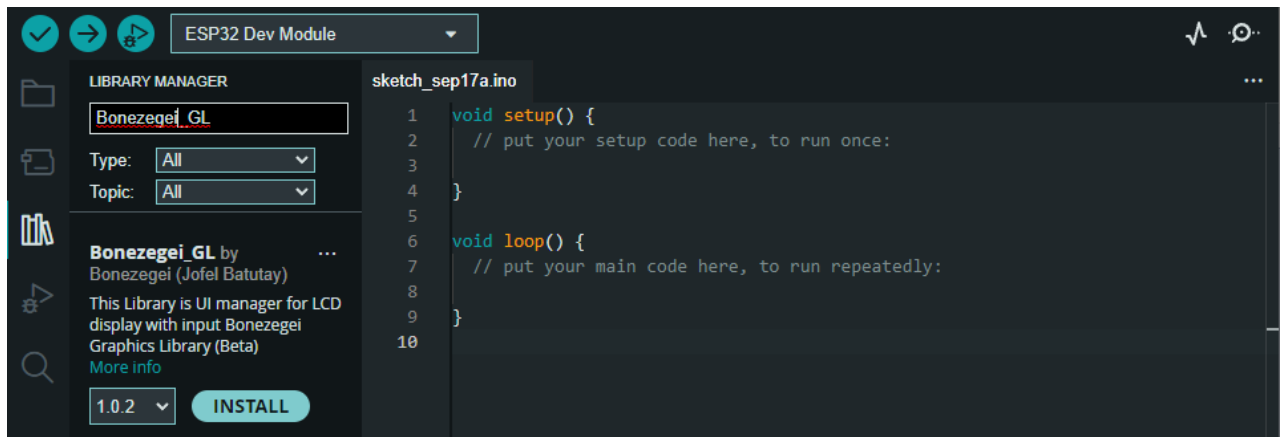 ESP32 Dev Module
LIBRARY MANAGER
Bonezegei_GL
Type: All
Topic: All
Bonezegei_GL by
Bonezegei (Jofel Batutay)
This Library is UI manager for LCD
display with input Bonezegei
Graphics Library (Beta)
More info
1.0.2 INSTALL
sketch_sep17a.ino
1 void setup() {
2 // put your setup code here, to run once:
3
4 }
5
6 void loop() {
7 // put your main code here, to run repeatedly:
8
9 }
10